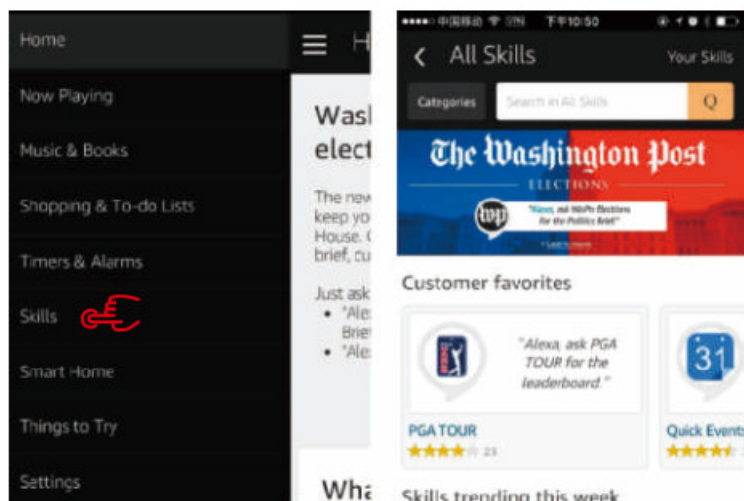 Home
Now Playing
Music & Books
Shopping & To-do Lists
Timers & Alarms
Skills
Smart Home
Things to Try
Settings
H
Was
elect
The new
keep yo
House.
brief, cu
Just ask
• "Ale
Brie
• "Ale
Wha
中国移动 VPN 下午10:50
All Skills
Your Skills
Categories
Search in All Skills
Q
The Washington Post
ELECTIONS
wp
"Alexa, ask WaPo Elections
for the Politics Brief"
Customer favorites
"Alexa, ask PGA
TOUR for the
leaderboard."
PGA TOUR
23
31
Quick Event
Skills trending this week